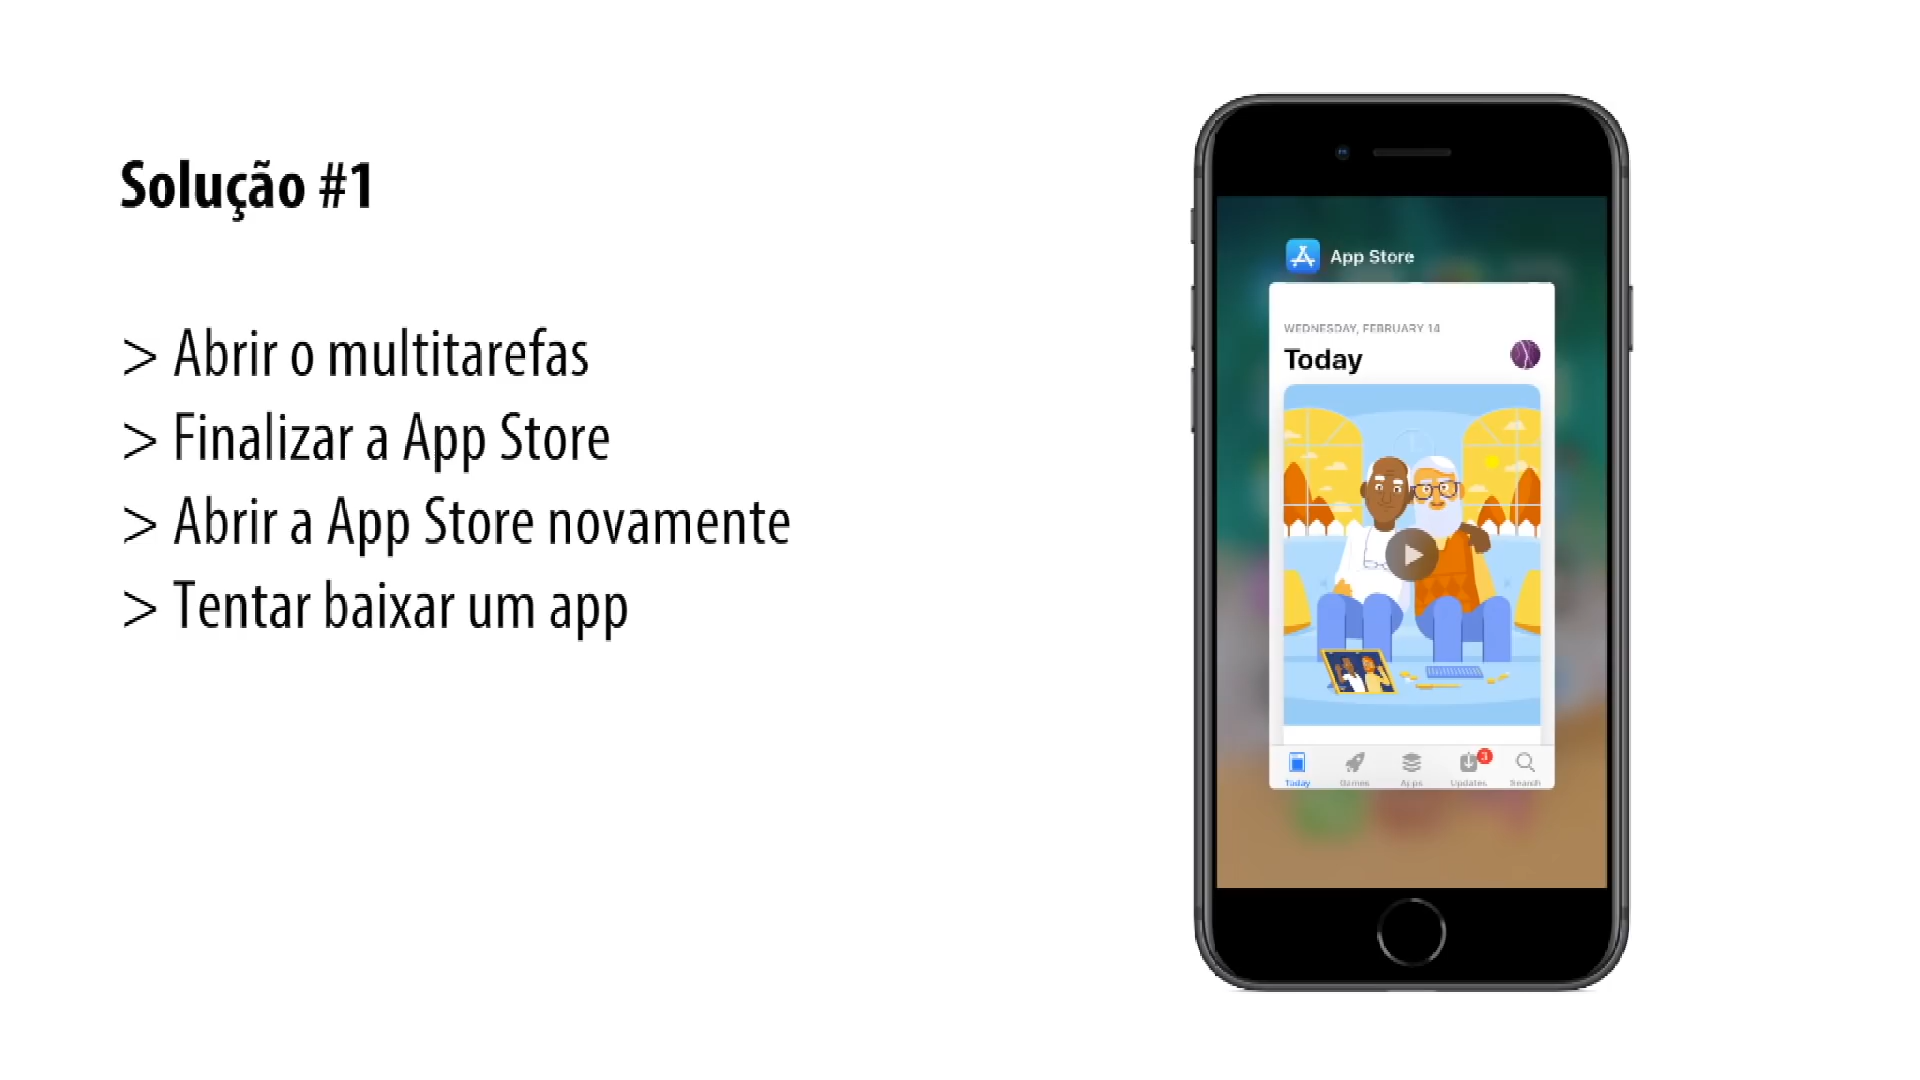 Solução #1
> Abrir o multitarefas
> Finalizar a App Store
> Abrir a App Store novamente
> Tentar baixar um app
App Store
WEDNESDAY, FEBRUARY 14
Today
3
Today Games Apps Updates Search